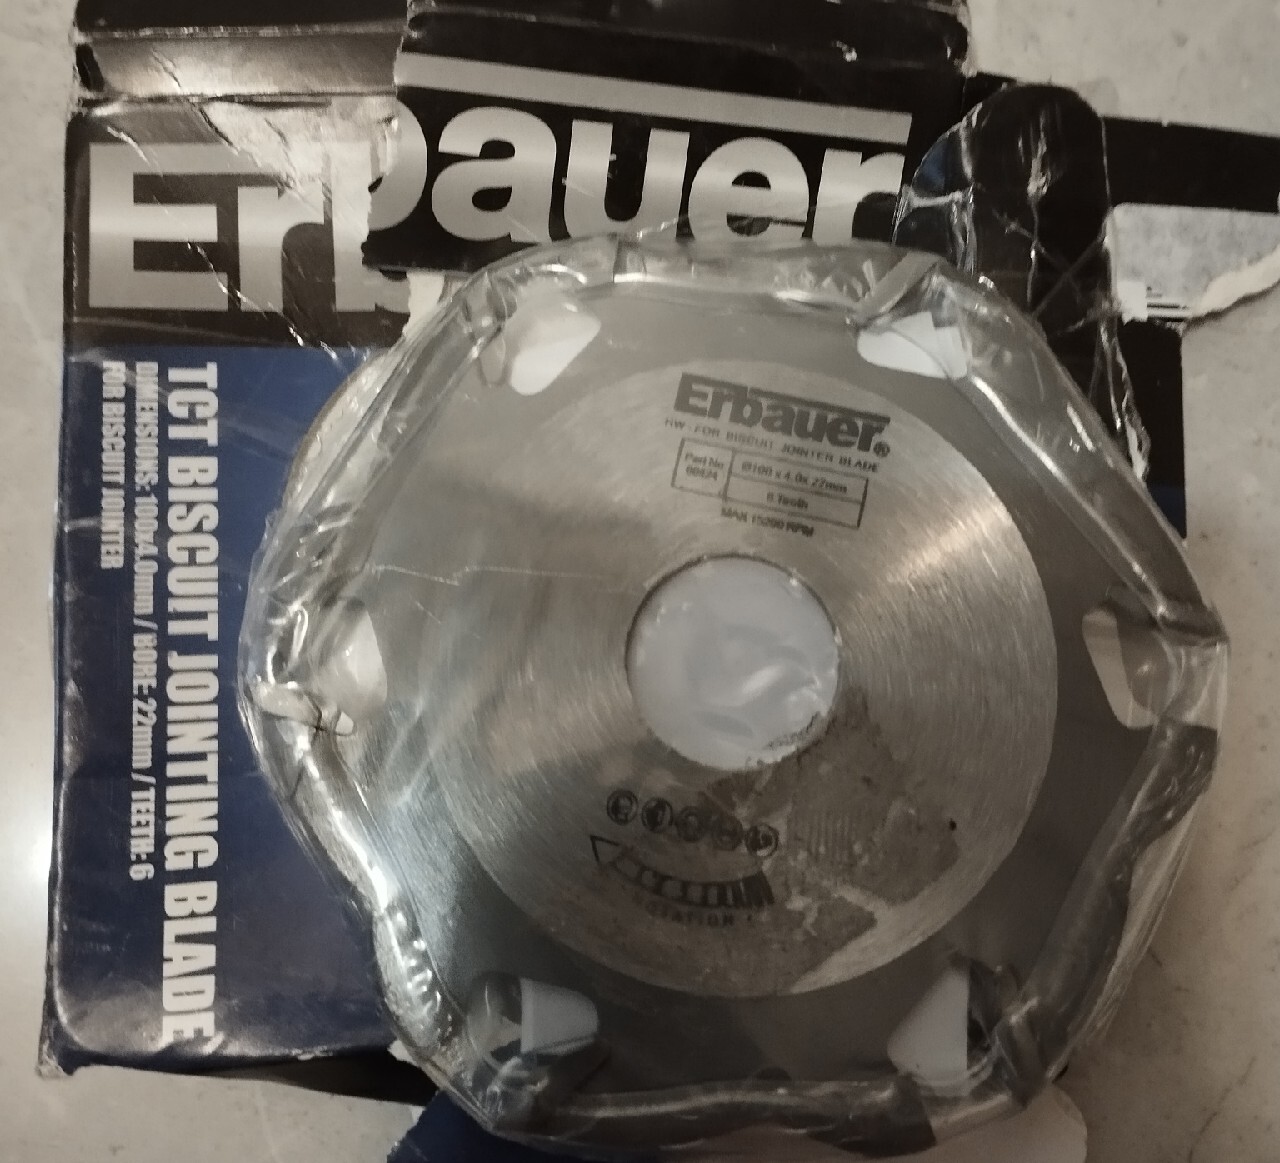 Erbauer
TCT BISCUIT JOINTING BLADE
DIMENSIONS: 100x4.0mm / BORE: 22mm / TEETH: 6
FOR BISCUIT JOINTER
Erbauer®
HW - FOR BISCUIT JOINTER BLADE
Part No
Ø100 x 4.0x 22mm
6 Teeth
MAX 15200 RPM
ROTATION